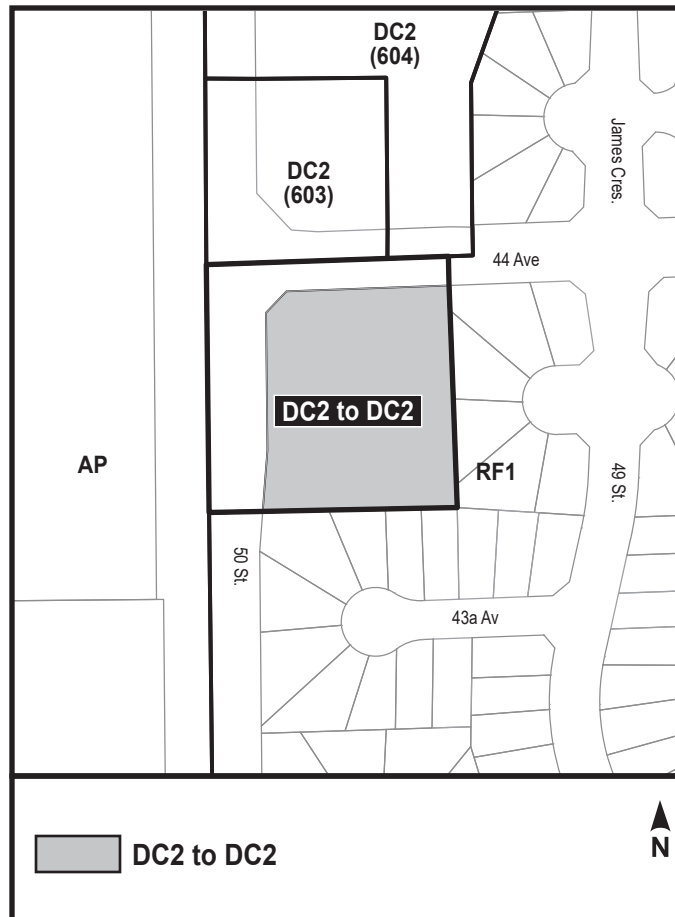 DC2
(604)
DC2
(603)
James Cres.
44 Ave
DC2 to DC2
AP
RF1
49 St.
50 St.
43a Av
DC2 to DC2
N